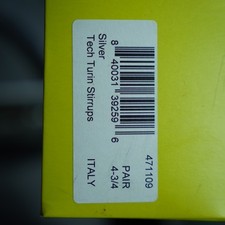 471109
PAIR
4-3/4
ITALY
8 40031 39259 6
Silver
Tech Turin Stirrups